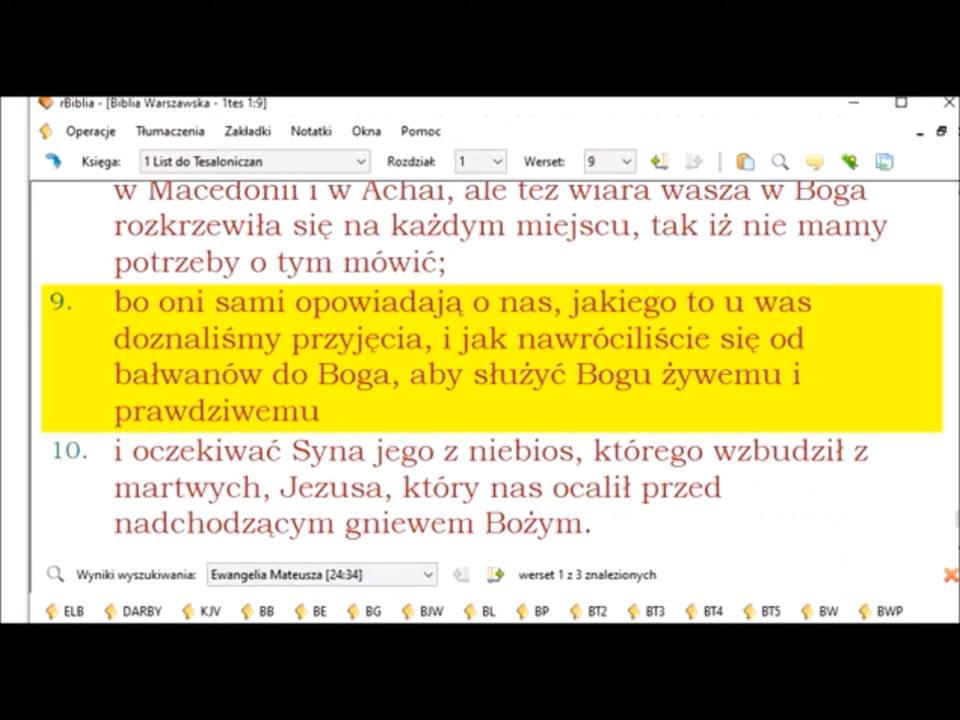 rBiblia - [Biblia Warszawska - 1tes 1:9]
Operacje Tłumaczenia Zakładki Notatki Okna Pomoc
Księga: 1 List do Tesaloniczan Rozdział: 1 Werset: 9
w Macedonii i w Achai, ale też wiara wasza w Boga
rozkrzewiła się na każdym miejscu, tak iż nie mamy
potrzeby o tym mówić;
9. bo oni sami opowiadają o nas, jakiego to u was
doznaliśmy przyjęcia, i jak nawróciliście się od
bałwanów do Boga, aby służyć Bogu żywemu i
prawdziwemu
10. i oczekiwać Syna jego z niebios, którego wzbudził z
martwych, Jezusa, który nas ocalił przed
nadchodzącym gniewem Bożym.
Wyniki wyszukiwania: Ewangelia Mateusza [24:34] werset 1 z 3 znalezionych
ELB DARBY KJV BB BE BG BJW BL BP BT2 BT3 BT4 BT5 BW BWP